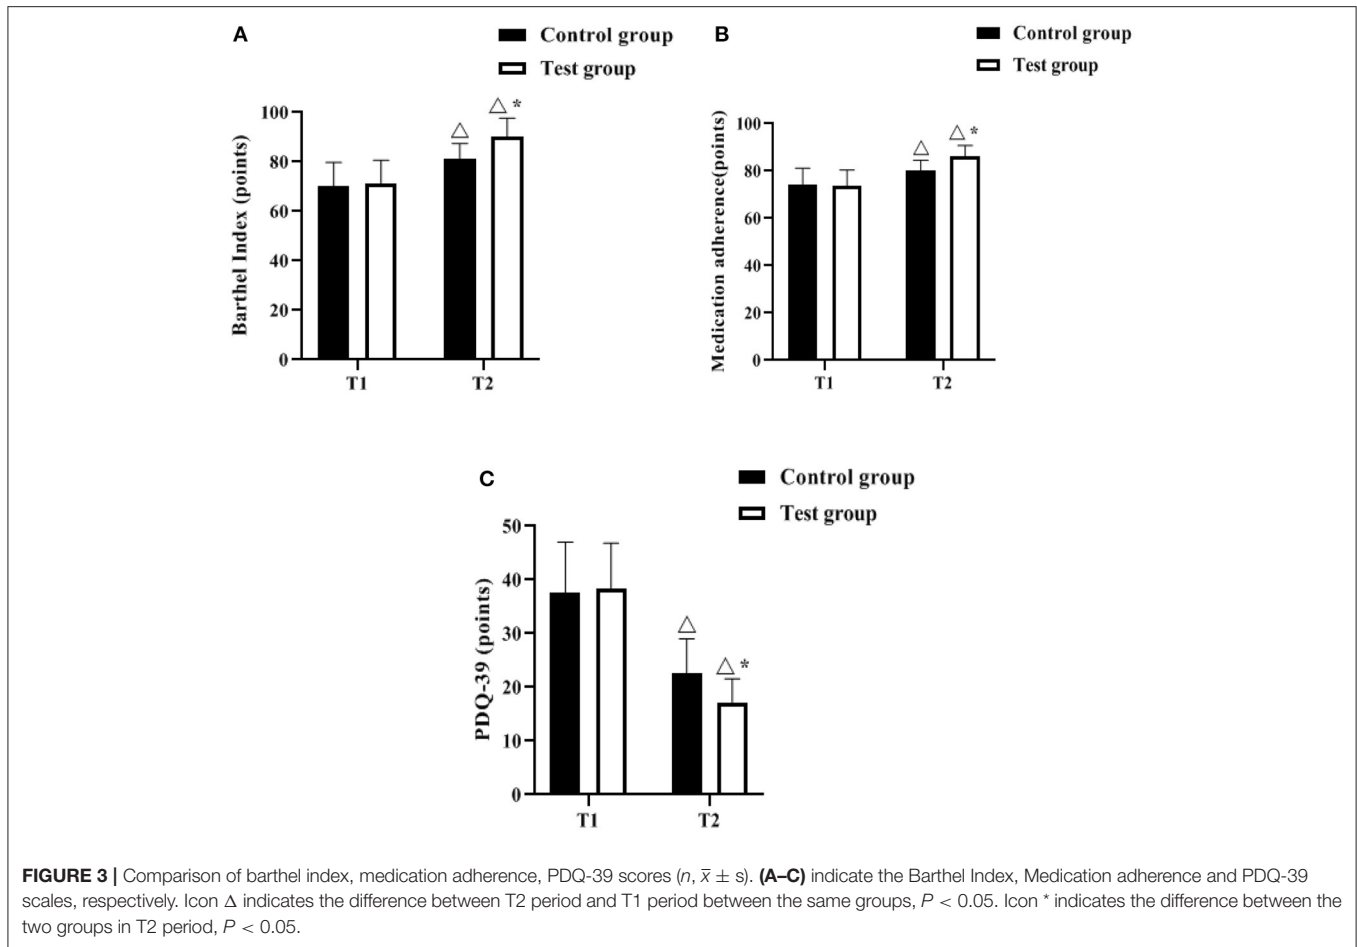 A
Control group
Test group
Barthel Index (points)
100
80
60
40
20
0
△
△ *
T1
T2
B
Control group
Test group
Medication adherence(points)
100
80
60
40
20
0
△
△ *
T1
T2
C
Control group
Test group
PDQ-39 (points)
50
40
30
20
10
0
△
△ *
T1
T2
FIGURE 3 | Comparison of barthel index, medication adherence, PDQ-39 scores (n, x̅ ± s). (A–C) indicate the Barthel Index, Medication adherence and PDQ-39
scales, respectively. Icon Δ indicates the difference between T2 period and T1 period between the same groups, P < 0.05. Icon * indicates the difference between the
two groups in T2 period, P < 0.05.